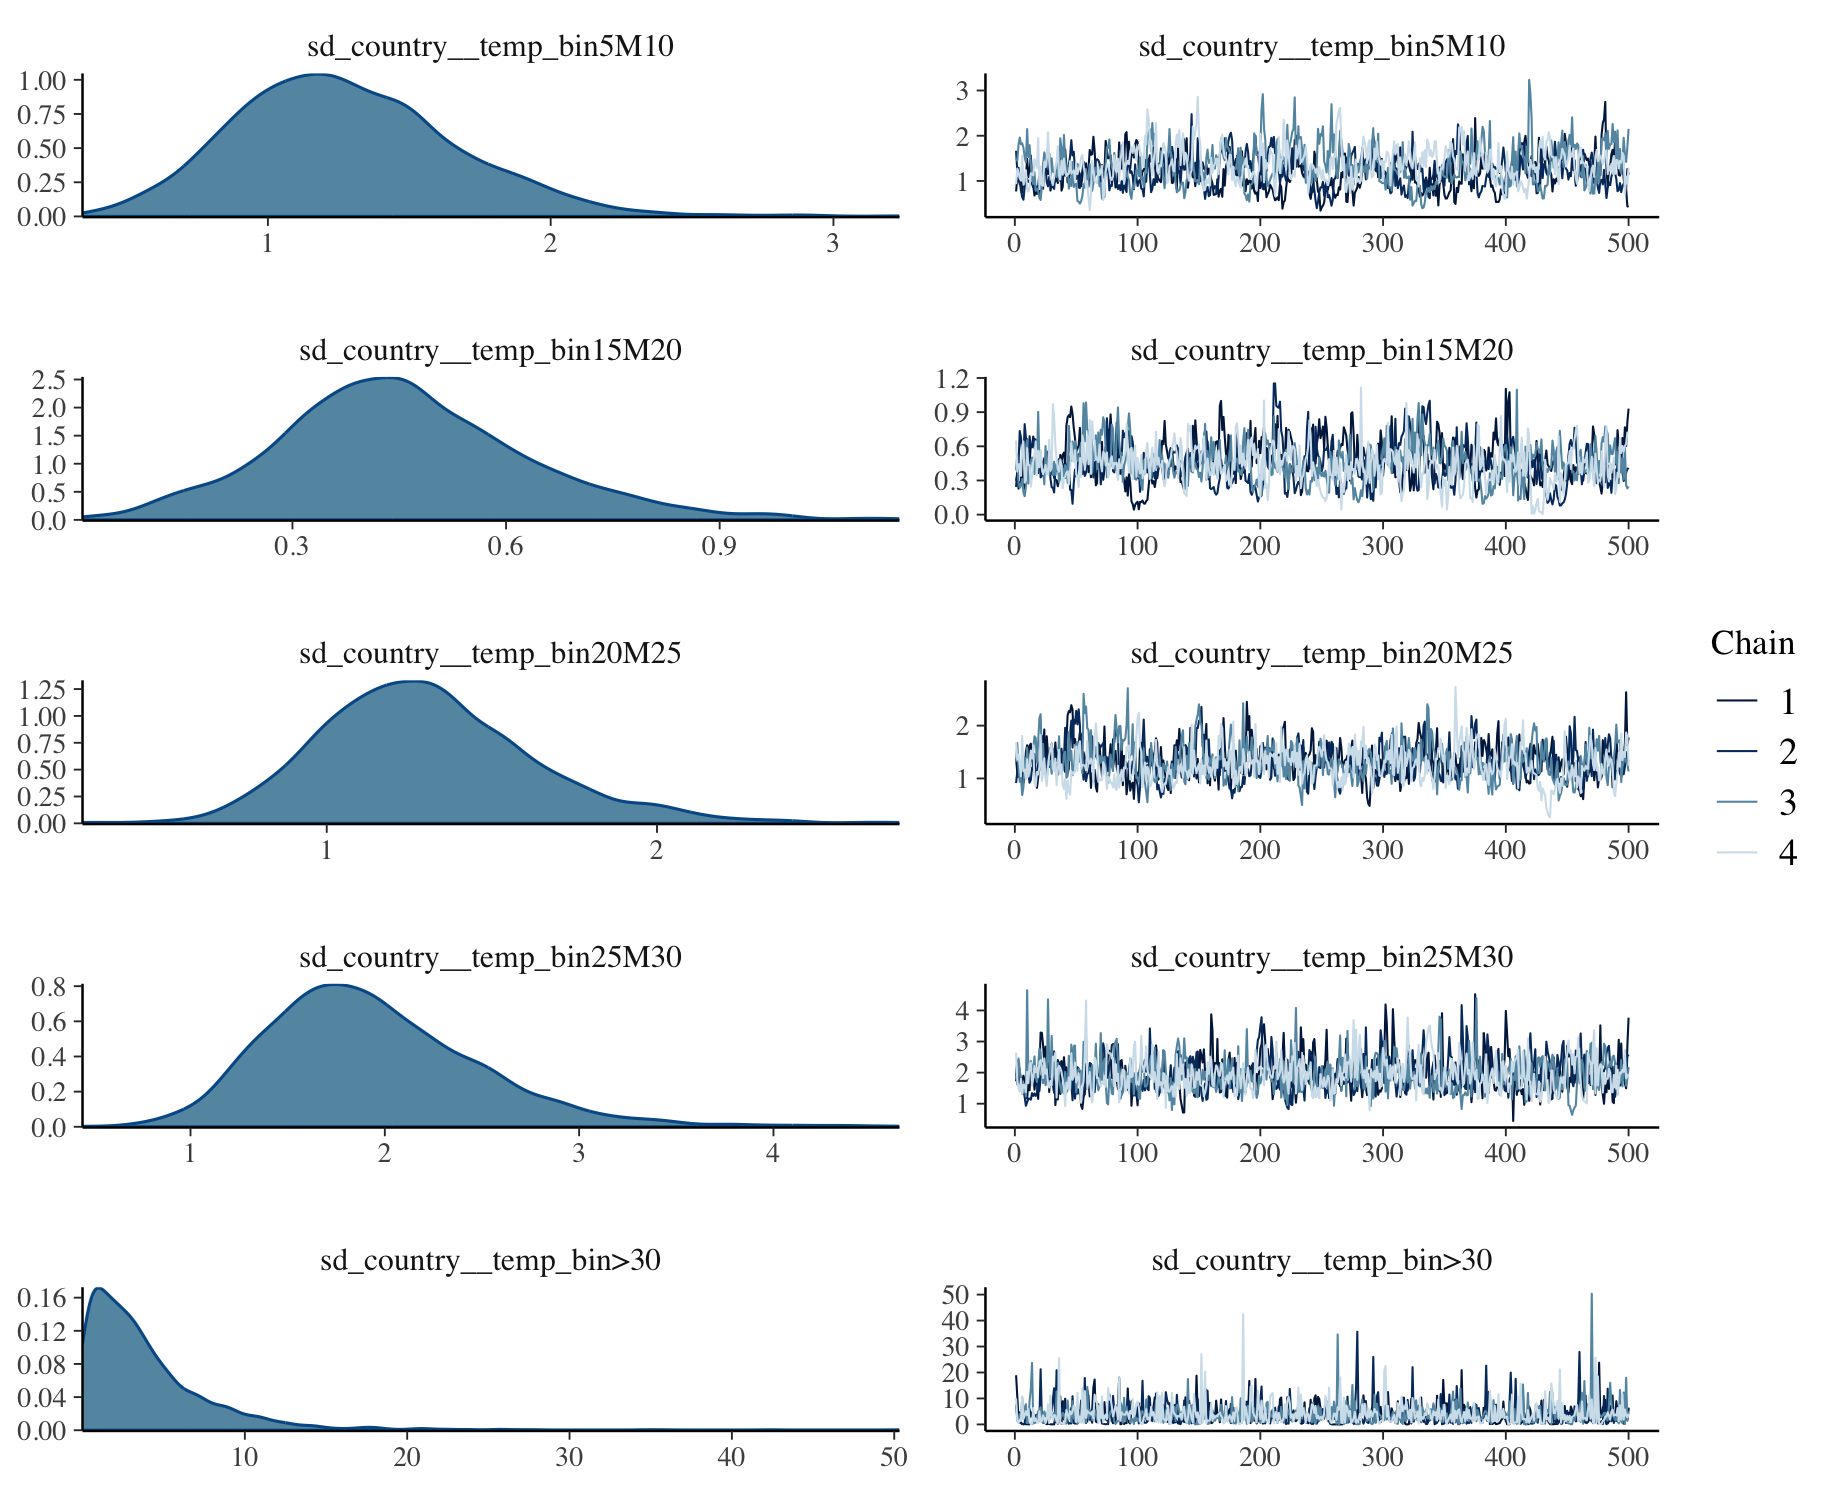 sd_country__temp_bin5M10
1.00
0.75
0.50
0.25
0.00
1 2 3
sd_country__temp_bin5M10
3
2
1
0 100 200 300 400 500
sd_country__temp_bin15M20
2.5
2.0
1.5
1.0
0.5
0.0
0.3 0.6 0.9
sd_country__temp_bin15M20
1.2
0.9
0.6
0.3
0.0
0 100 200 300 400 500
sd_country__temp_bin20M25
1.25
1.00
0.75
0.50
0.25
0.00
1 2
sd_country__temp_bin20M25
2
1
0 100 200 300 400 500
sd_country__temp_bin25M30
0.8
0.6
0.4
0.2
0.0
1 2 3 4
sd_country__temp_bin25M30
4
3
2
1
0 100 200 300 400 500
sd_country__temp_bin>30
0.16
0.12
0.08
0.04
0.00
10 20 30 40 50
sd_country__temp_bin>30
50
40
30
20
10
0
0 100 200 300 400 500
Chain
1
2
3
4